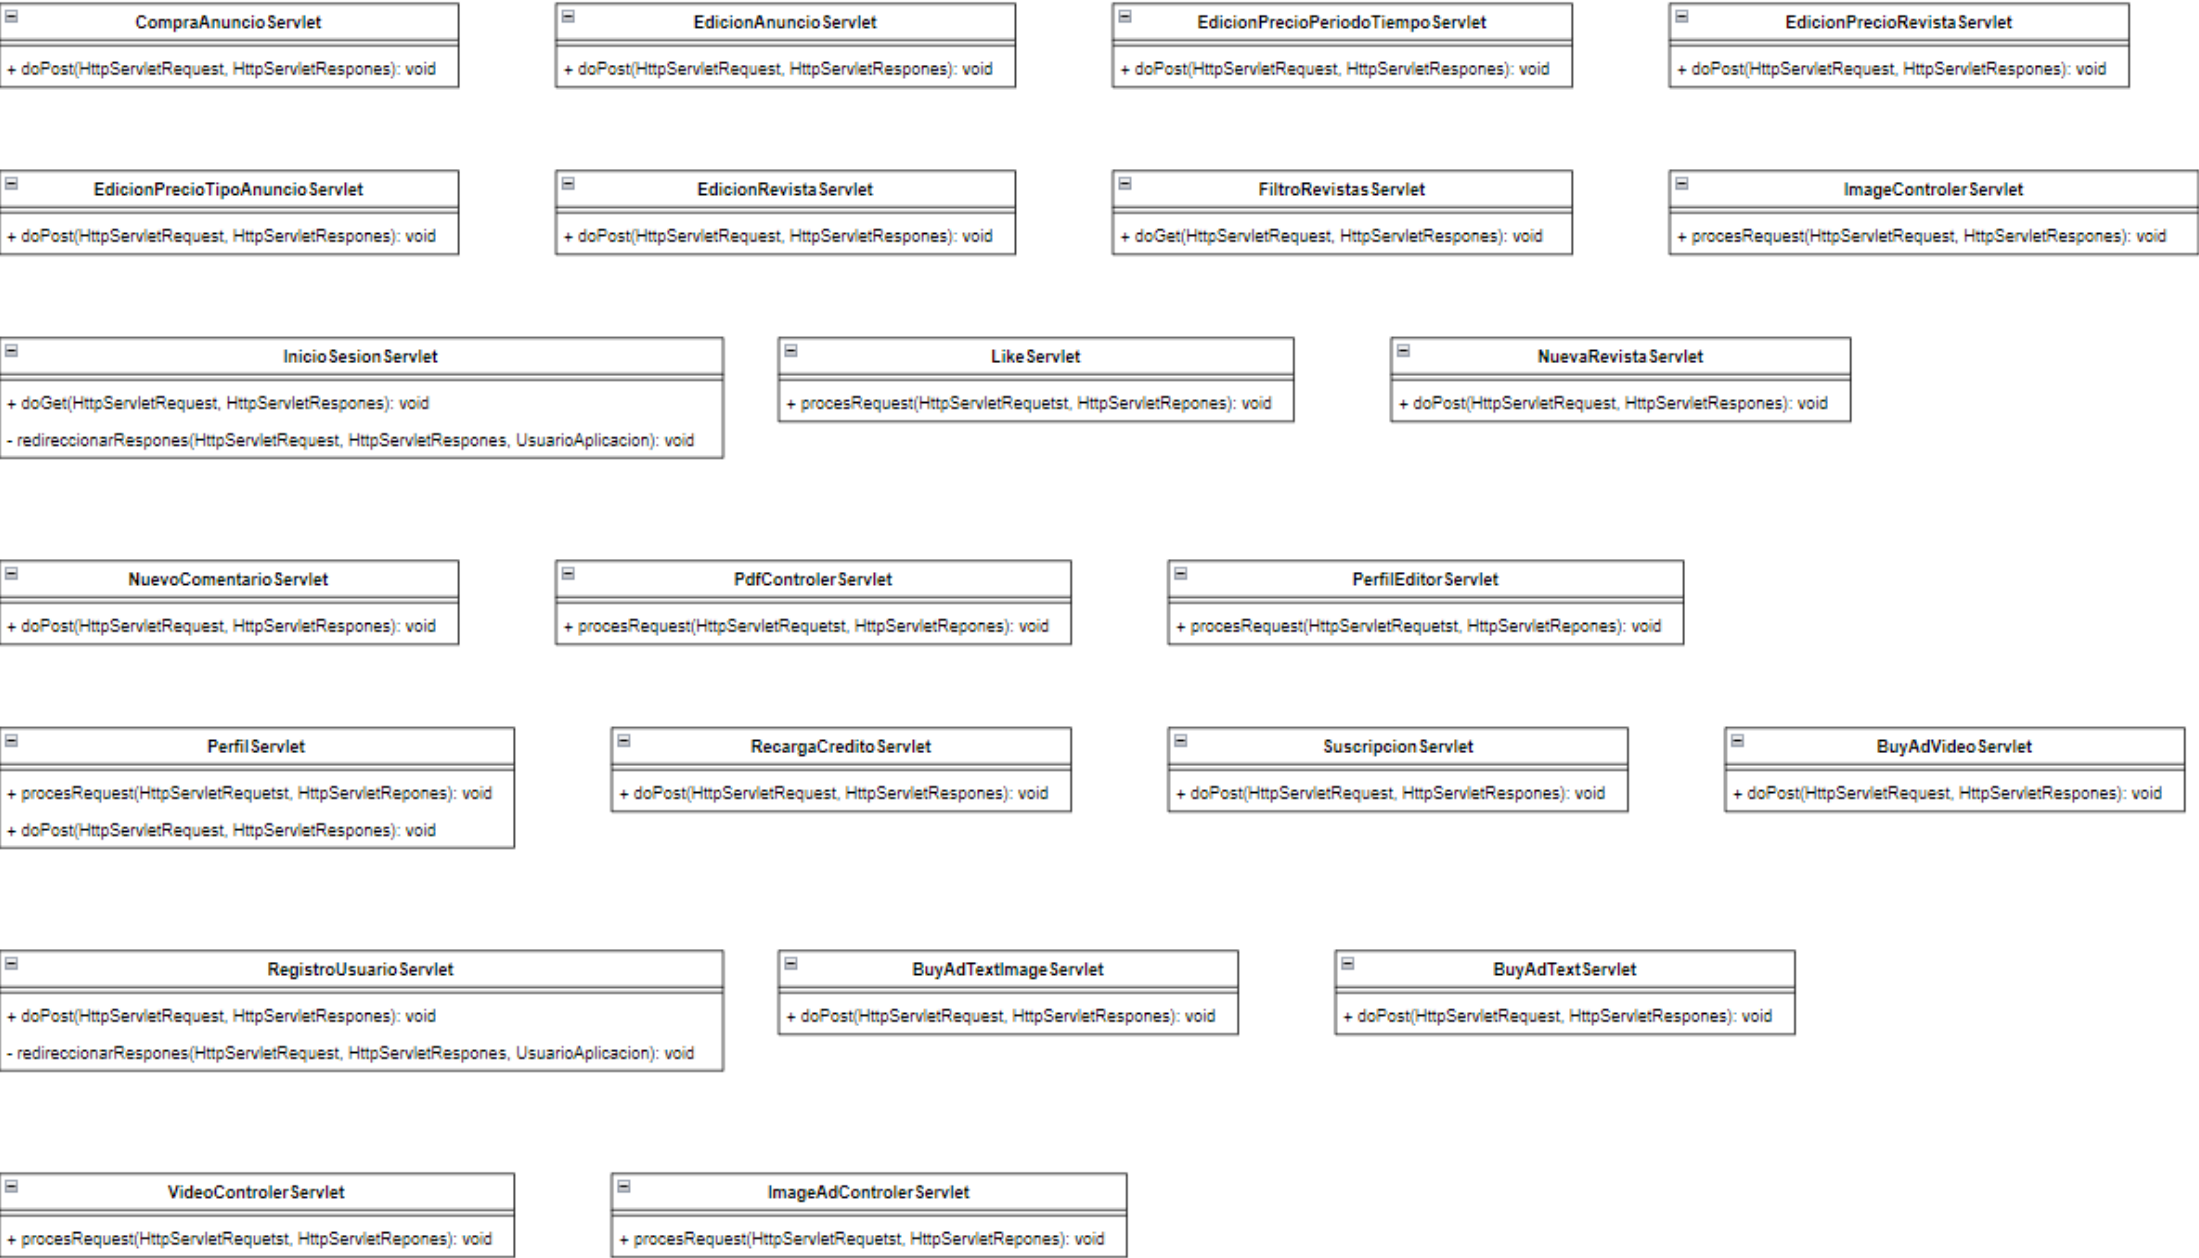 CompraAnuncioServlet
+ doPost(HttpServletRequest, HttpServletRespones): void
EdicionAnuncioServlet
+ doPost(HttpServletRequest, HttpServletRespones): void
EdicionPrecioPeriodoTiempoServlet
+ doPost(HttpServletRequest, HttpServletRespones): void
EdicionPrecioRevistaServlet
+ doPost(HttpServletRequest, HttpServletRespones): void
EdicionPrecioTipoAnuncioServlet
+ doPost(HttpServletRequest, HttpServletRespones): void
EdicionRevistaServlet
+ doPost(HttpServletRequest, HttpServletRespones): void
FiltroRevistasServlet
+ doGet(HttpServletRequest, HttpServletRespones): void
ImageControlerServlet
+ procesRequest(HttpServletRequest, HttpServletRespones): void
InicioSesionServlet
+ doGet(HttpServletRequest, HttpServletRespones): void
- redireccionarRespones(HttpServletRequest, HttpServletRespones, UsuarioAplicacion): void
LikeServlet
+ procesRequest(HttpServletRequetst, HttpServletRepones): void
NuevaRevistaServlet
+ doPost(HttpServletRequest, HttpServletRespones): void
NuevoComentarioServlet
+ doPost(HttpServletRequest, HttpServletRespones): void
PdfControlerServlet
+ procesRequest(HttpServletRequetst, HttpServletRepones): void
PerfilEditorServlet
+ procesRequest(HttpServletRequetst, HttpServletRepones): void
PerfilServlet
+ procesRequest(HttpServletRequetst, HttpServletRepones): void
+ doPost(HttpServletRequest, HttpServletRespones): void
RecargaCreditoServlet
+ doPost(HttpServletRequest, HttpServletRespones): void
SuscripcionServlet
+ doPost(HttpServletRequest, HttpServletRespones): void
BuyAdVideoServlet
+ doPost(HttpServletRequest, HttpServletRespones): void
RegistroUsuarioServlet
+ doPost(HttpServletRequest, HttpServletRespones): void
- redireccionarRespones(HttpServletRequest, HttpServletRespones, UsuarioAplicacion): void
BuyAdTextImageServlet
+ doPost(HttpServletRequest, HttpServletRespones): void
BuyAdTextServlet
+ doPost(HttpServletRequest, HttpServletRespones): void
VideoControlerServlet
+ procesRequest(HttpServletRequetst, HttpServletRepones): void
ImageAdControlerServlet
+ procesRequest(HttpServletRequetst, HttpServletRepones): void